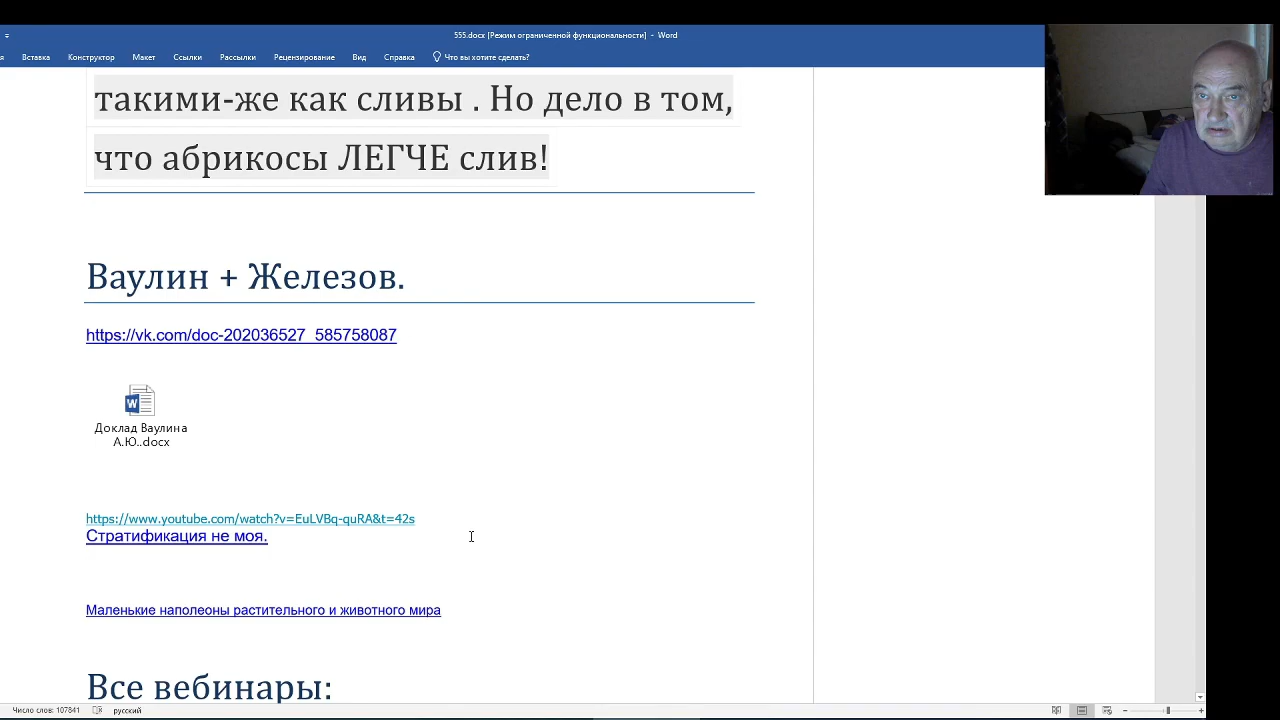 555.docx [Режим ограниченной функциональности] - Word
я Вставка Конструктор Макет Ссылки Рассылки Рецензирование Вид Справка Что вы хотите сделать?
такими-же как сливы . Но дело в том,
что абрикосы ЛЕГЧЕ слив!
Ваулин + Железов.
https://vk.com/doc-202036527_585758087
Доклад Ваулина
А.Ю..docx
https://www.youtube.com/watch?v=EuLVBq-quRA&t=42s
Стратификация не моя.
Маленькие наполеоны растительного и животного мира
Все вебинары:
Число слов: 107841 русский